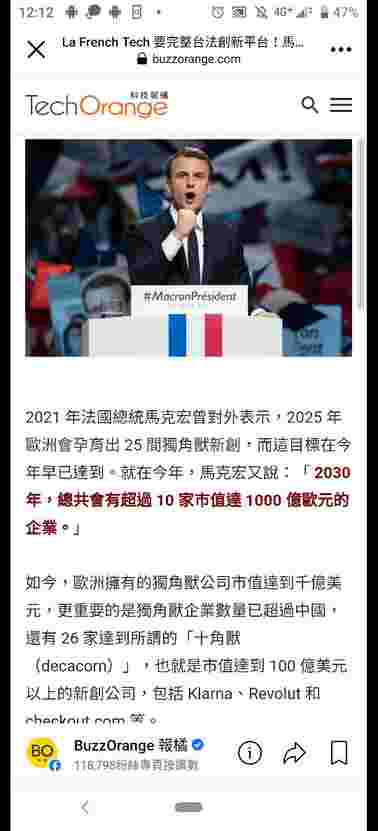 12:12
4G+
47%
La French Tech 要完整台法創新平台！馬...
buzzorange.com
科技報橘
TechOrange
#MacronPrésident
2021 年法國總統馬克宏曾對外表示，2025 年
歐洲會孕育出 25 間獨角獸新創，而這目標在今
年早已達到。就在今年，馬克宏又說：「 2030
年，總共會有超過 10 家市值達 1000 億歐元的
企業。」
如今，歐洲擁有的獨角獸公司市值達到千億美
元，更重要的是獨角獸企業數量已超過中國，
還有 26 家達到所謂的「十角獸
（decacorn）」，也就是市值達到 100 億美元
以上的新創公司，包括 Klarna、Revolut 和
checkout.com 等。
BO
BuzzOrange 報橘
118,798粉絲專頁按讚數